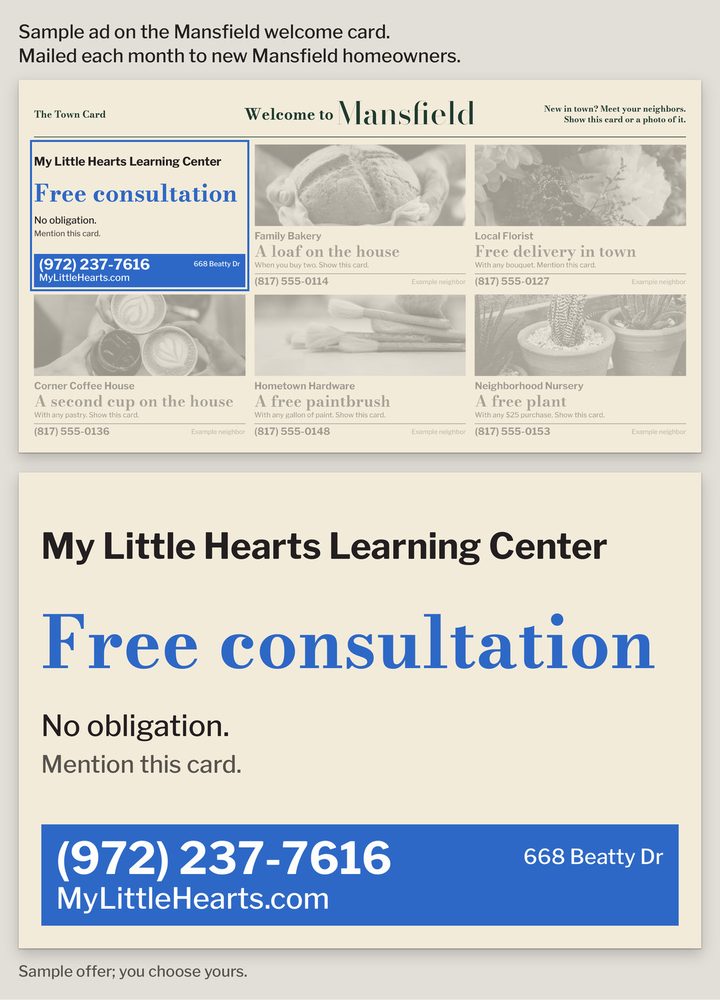 Sample ad on the Mansfield welcome card.
Mailed each month to new Mansfield homeowners.
The Town Card
Welcome to Mansfield
New in town? Meet your neighbors.
Show this card or a photo of it.
My Little Hearts Learning Center
Free consultation
No obligation.
Mention this card.
(972) 237-7616
668 Beatty Dr
MyLittleHearts.com
Family Bakery
A loaf on the house
When you buy two. Show this card.
(817) 555-0114
Example neighbor
Local Florist
Free delivery in town
With any bouquet. Mention this card.
(817) 555-0127
Example neighbor
Corner Coffee House
A second cup on the house
With any pastry. Show this card.
(817) 555-0136
Example neighbor
Hometown Hardware
A free paintbrush
With any gallon of paint. Show this card.
(817) 555-0148
Example neighbor
Neighborhood Nursery
A free plant
With any $25 purchase. Show this card.
(817) 555-0153
Example neighbor
My Little Hearts Learning Center
Free consultation
No obligation.
Mention this card.
(972) 237-7616
668 Beatty Dr
MyLittleHearts.com
Sample offer; you choose yours.